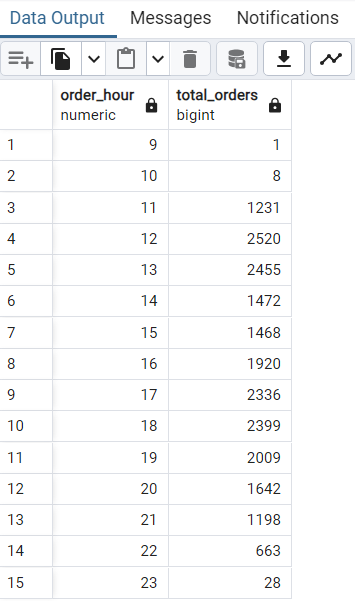 Data Output Messages Notifications
order_hour total_orders
numeric bigint
1 9 1
2 10 8
3 11 1231
4 12 2520
5 13 2455
6 14 1472
7 15 1468
8 16 1920
9 17 2336
10 18 2399
11 19 2009
12 20 1642
13 21 1198
14 22 663
15 23 28